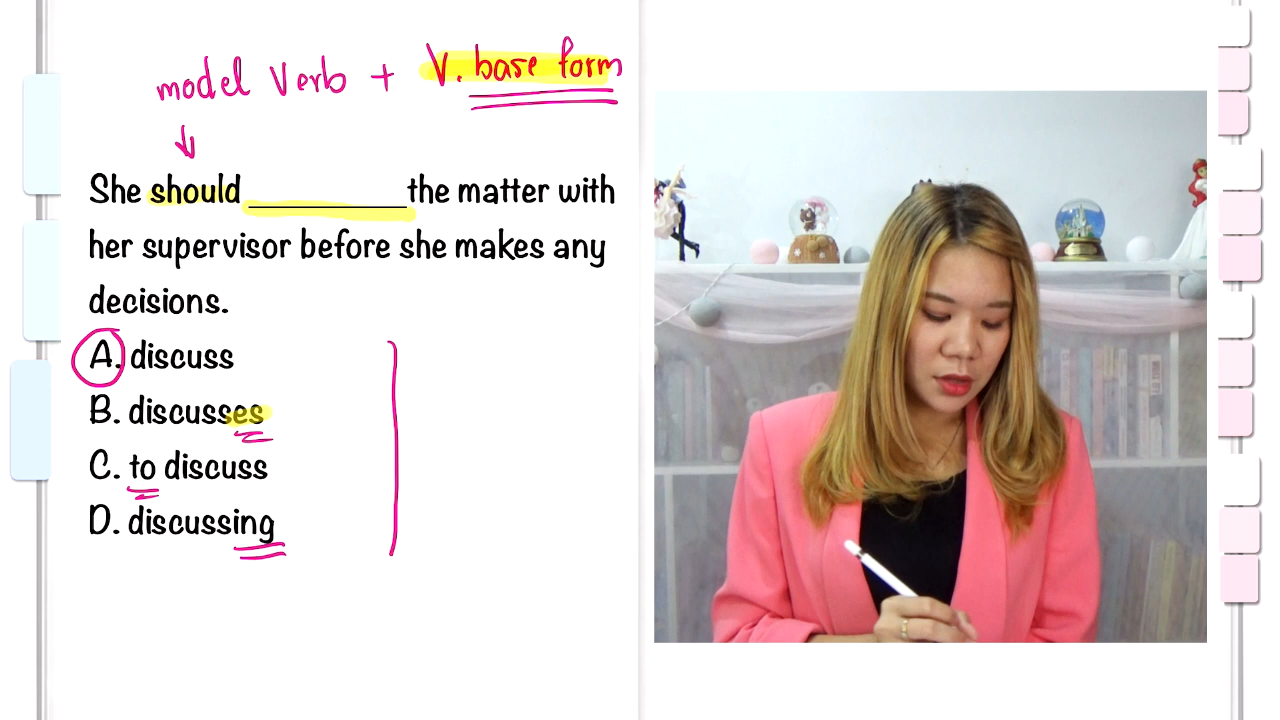 model Verb + V. base form
She should __________ the matter with
her supervisor before she makes any
decisions.
A. discuss
B. discusses
C. to discuss
D. discussing